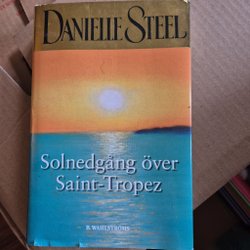 DANIELLE STEEL
Solnedgång över
Saint-Tropez
B. WAHLSTRÖMS